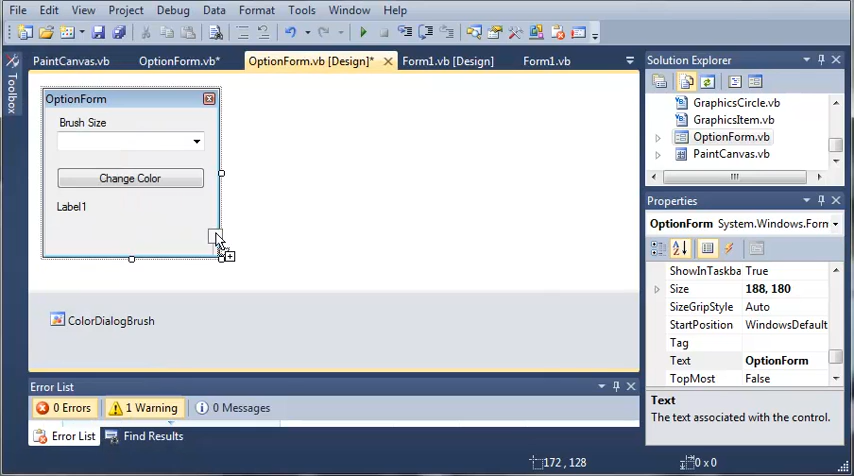 File Edit View Project Debug Data Format Tools Window Help
PaintCanvas.vb OptionForm.vb* OptionForm.vb [Design]* Form1.vb [Design] Form1.vb
Toolbox
OptionForm
Brush Size
Change Color
Label1
ColorDialogBrush
Error List
0 Errors 1 Warning 0 Messages
Error List Find Results
Solution Explorer
GraphicsCircle.vb
GraphicsItem.vb
OptionForm.vb
PaintCanvas.vb
Properties
OptionForm System.Windows.Form
ShowInTaskba True
Size 188, 180
SizeGripStyle Auto
StartPosition WindowsDefault
Tag
Text OptionForm
TopMost False
Text
The text associated with the control.
172 , 128 0 x 0